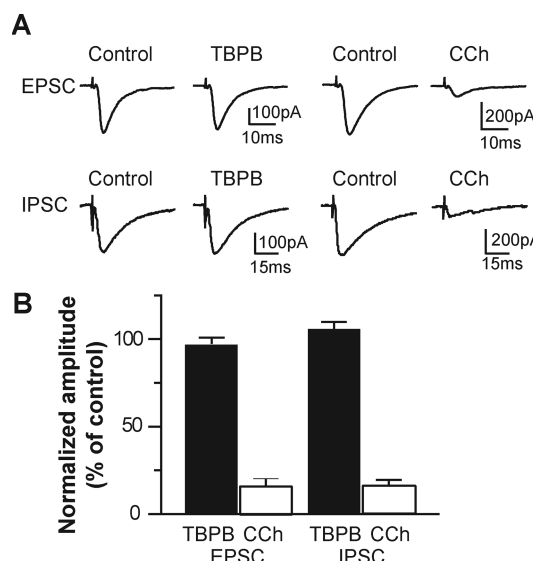 A
Control TBPB Control CCh
EPSC
100pA 200pA
10ms 10ms
Control TBPB Control CCh
IPSC
100pA 200pA
15ms 15ms
B
Normalized amplitude
(% of control)
100
50
0
TBPB CCh TBPB CCh
EPSC IPSC